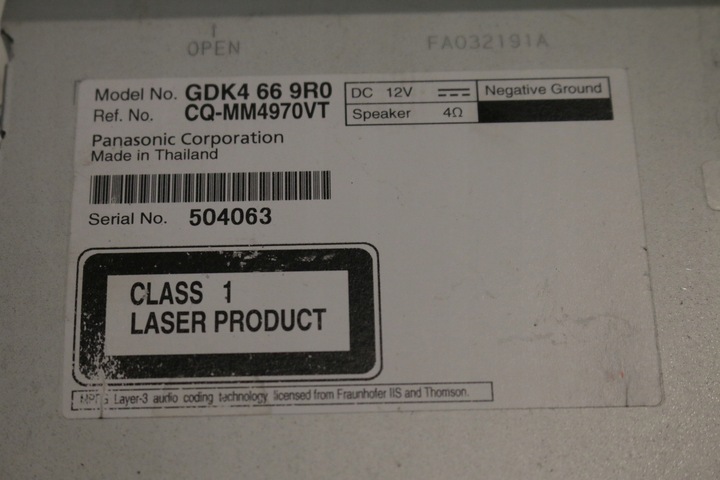 OPEN
FA032191A
Model No. GDK4 66 9R0
Ref. No. CQ-MM4970VT
DC 12V
Negative Ground
Speaker 4Ω
Panasonic Corporation
Made in Thailand
Serial No. 504063
CLASS 1
LASER PRODUCT
MPEG Layer-3 audio coding technology licensed from Fraunhofer IIS and Thomson.